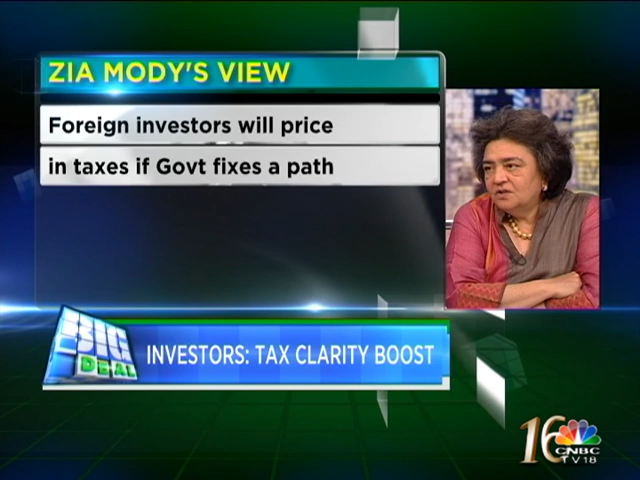 ZIA MODY'S VIEW
Foreign investors will price
in taxes if Govt fixes a path
BIG
DEAL
INVESTORS: TAX CLARITY BOOST
16
CNBC
TV18